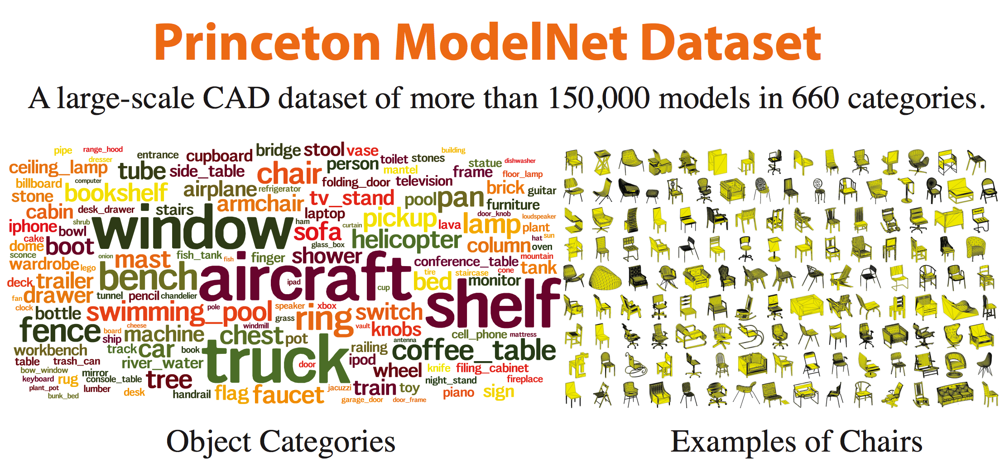 Princeton ModelNet Dataset
A large-scale CAD dataset of more than 150,000 models in 660 categories.
pipe range_hood entrance cupboard bridge stool vase building
ceiling_lamp dresser tube side_table chair person toilet stones statue dishwasher
mantel frame floor_lamp
billboard computer bookshelf airplane refrigerator folding_door television brick guitar
stone armchair tv_stand pool pan furniture
cabin desk_drawer stairs laptop pickup door_knob loudspeaker
iphone shrub bowl window ham sofa curtain lava lamp plant
cake boot glass_box helicopter column hat sun
dome oven
sconce onion mast fish_tank fish finger shower conference_table mountain
wardrobe lego bench aircraft tire staircase cone tank
deck trailer ipad cup bed monitor
fan drawer tunnel pencil chandelier shelf
clock bottle swimming_pool pole speaker xbox switch
fence cheese windmill grass ring vault knobs
board ship machine chest pot antenna cell_phone mattress
workbench track car book truck railing coffee_table
table trash_can river_water door ipod
bow_window mirror wheel knife filing_cabinet
keyboard rug console_table tree night_stand fireplace
plant_pot lumber desk handrail flag faucet jacuzzi train toy piano sign
bunk_bed garage_door door_frame
Object Categories
Examples of Chairs